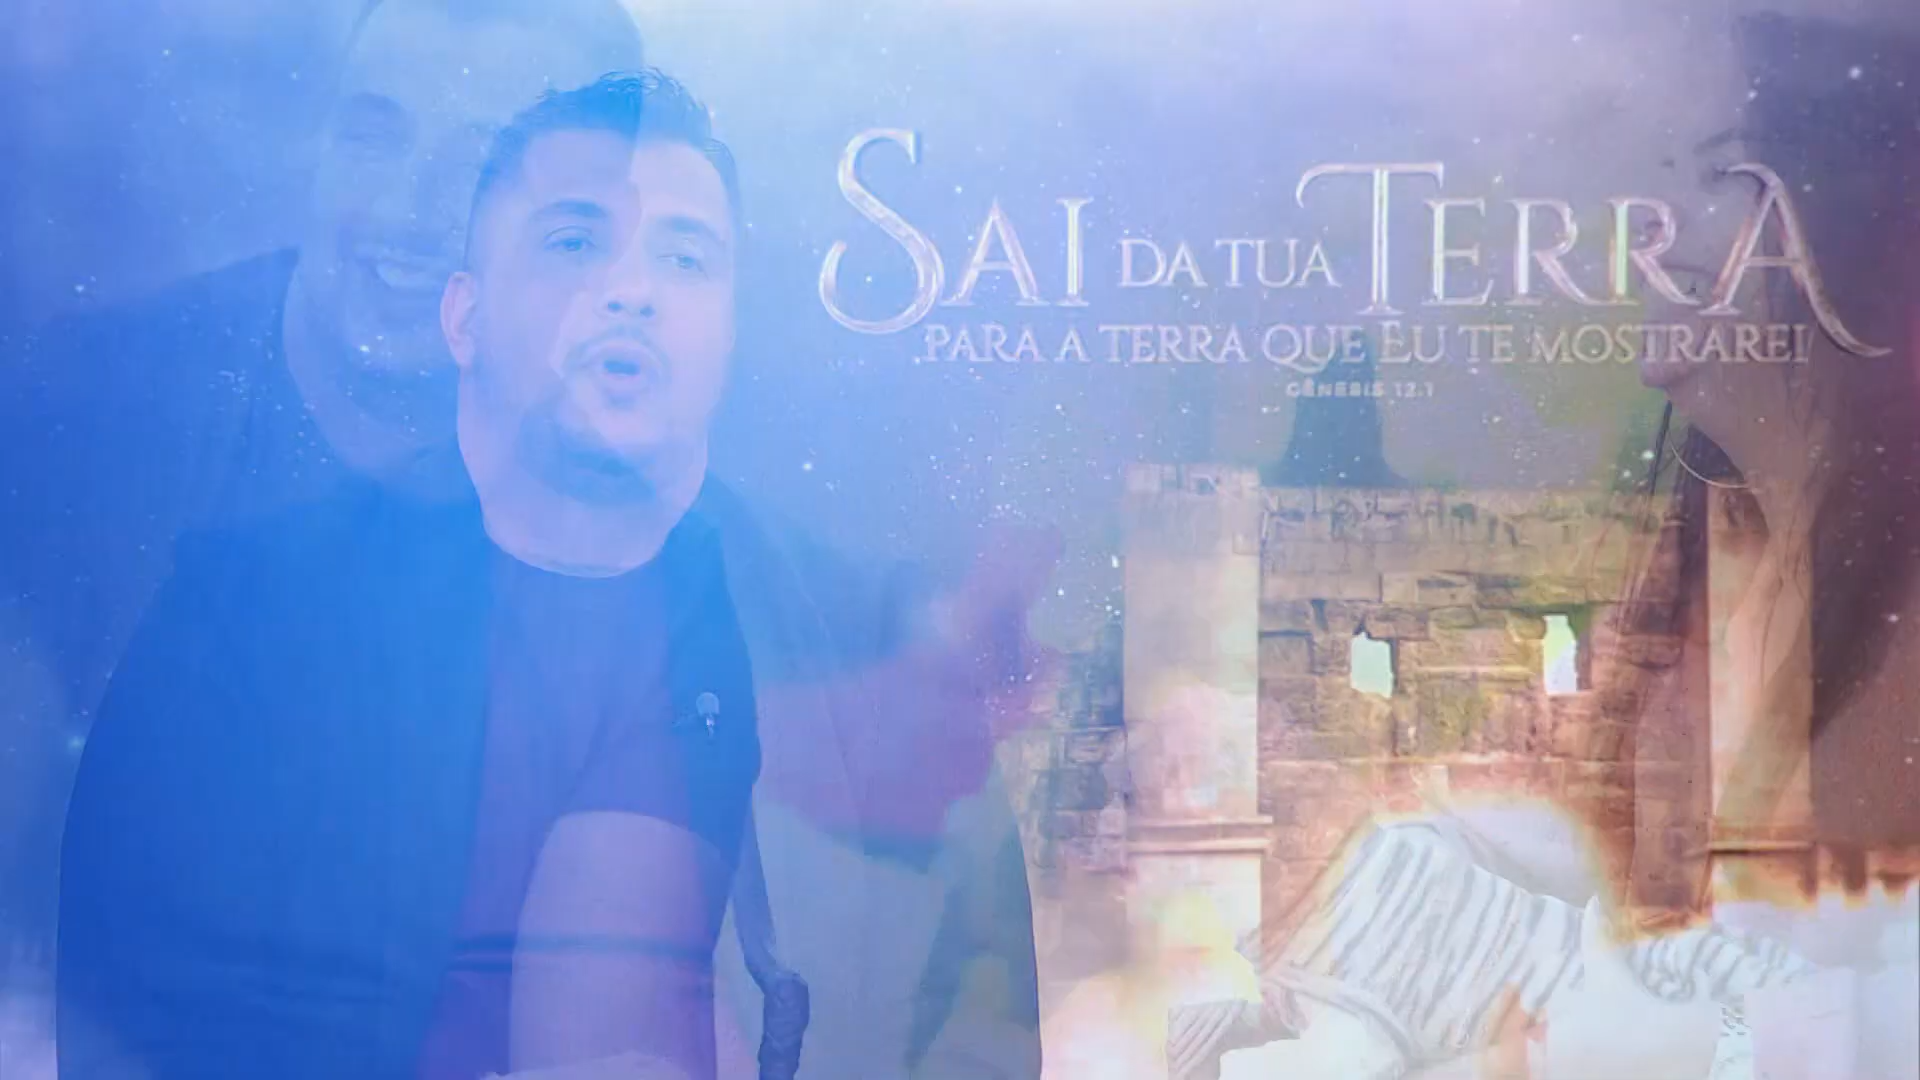 SAI DA TUA TERRA
PARA A TERRA QUE EU TE MOSTRAREI
GÊNESIS 12.1